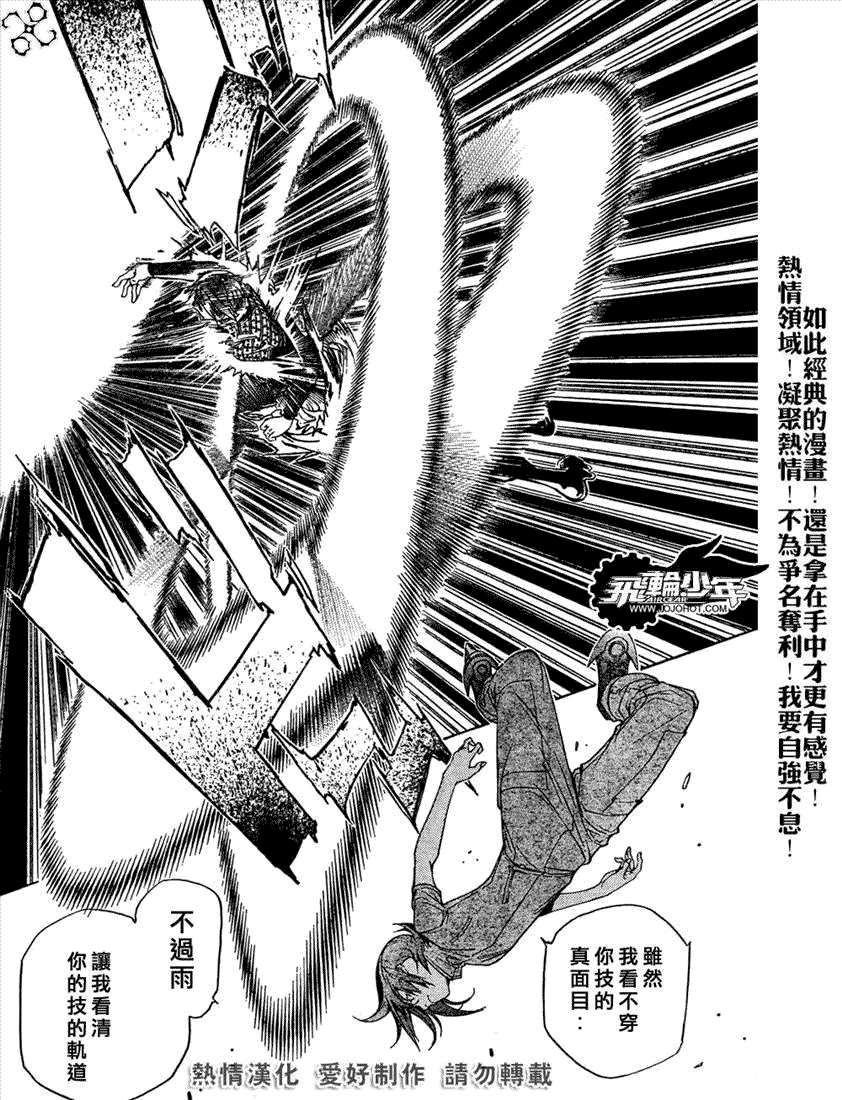 如此經典的漫畫！還是拿在手中才更有感覺！
熱情領域！凝聚熱情！不為爭名奪利！我要自強不息！
飛輪少年
AIRGEAR
WWW.JOJOHOT.COM
雖然
我看不穿
你技的
真面目：
不過雨
讓我看清
你的技的軌道
熱情漢化 愛好制作 請勿轉載